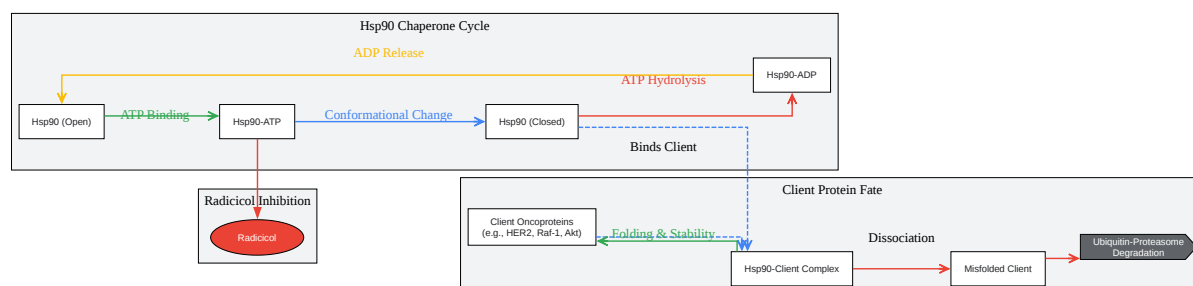 Hsp90 Chaperone Cycle
ADP Release
Hsp90-ADP
ATP Hydrolysis
Hsp90 (Open)
ATP Binding
Hsp90-ATP
Conformational Change
Hsp90 (Closed)
Binds Client
Radicicol Inhibition
Radicicol
Client Protein Fate
Client Oncoproteins
(e.g., HER2, Raf-1, Akt)
Folding & Stability
Dissociation
Ubiquitin-Proteasome
Degradation
Hsp90-Client Complex
Misfolded Client